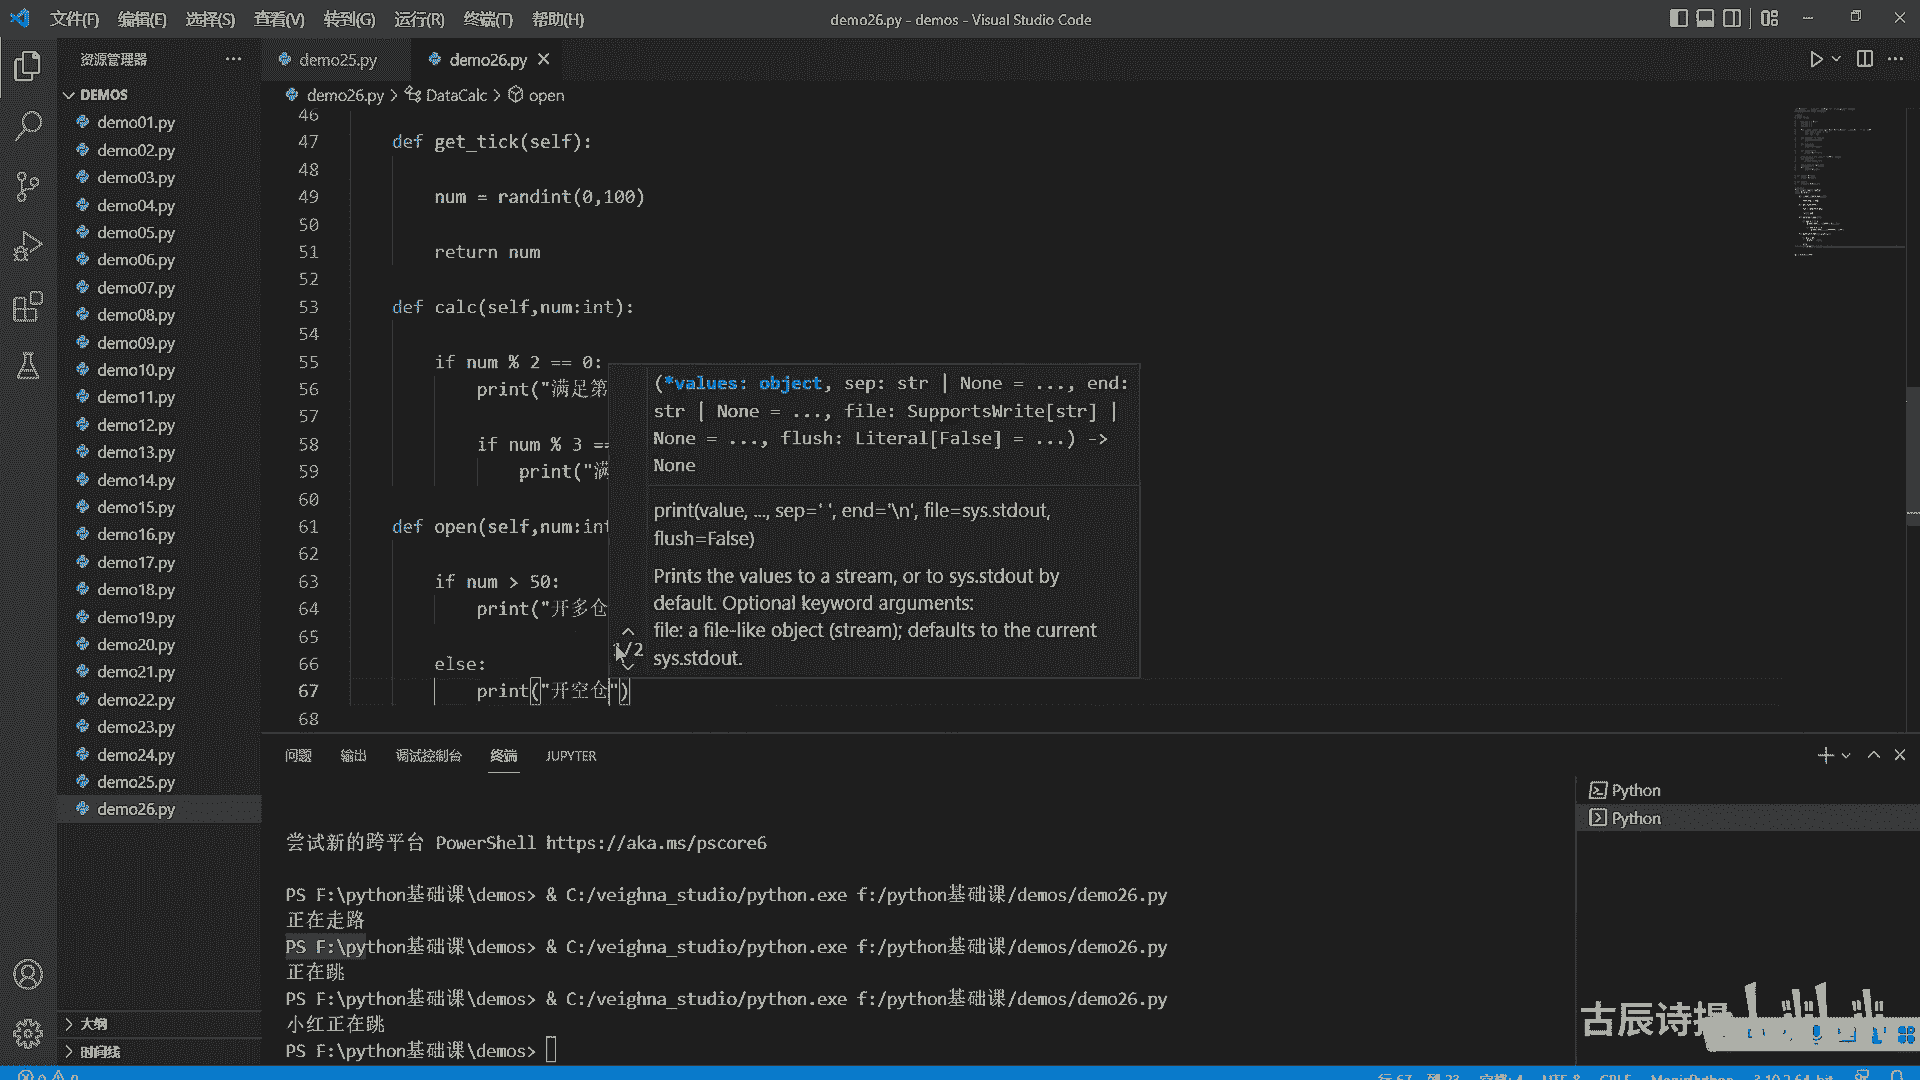 文件(F) 编辑(E) 选择(S) 查看(V) 转到(G) 运行(R) 终端(T) 帮助(H)
demo26.py - demos - Visual Studio Code
资源管理器
DEMOS
demo01.py
demo02.py
demo03.py
demo04.py
demo05.py
demo06.py
demo07.py
demo08.py
demo09.py
demo10.py
demo11.py
demo12.py
demo13.py
demo14.py
demo15.py
demo16.py
demo17.py
demo18.py
demo19.py
demo20.py
demo21.py
demo22.py
demo23.py
demo24.py
demo25.py
demo26.py
大纲
时间线
demo25.py demo26.py
demo26.py > DataCalc > open
46
47 def get_tick(self):
48
49 num = randint(0,100)
50
51 return num
52
53 def calc(self,num:int):
54
55 if num % 2 == 0:
56 print("满足第
57
58 if num % 3 ==
59 print("满
60
61 def open(self,num:int
62
63 if num > 50:
64 print("开多仓
65
66 else:
67 print("开空仓")
68
(*values: object, sep: str | None = ..., end:
str | None = ..., file: SupportsWrite[str] |
None = ..., flush: Literal[False] = ...) ->
None
print(value, ..., sep=' ', end='\n', file=sys.stdout,
flush=False)
Prints the values to a stream, or to sys.stdout by
default. Optional keyword arguments:
file: a file-like object (stream); defaults to the current
sys.stdout.
1/2
问题 输出 调试控制台 终端 JUPYTER
尝试新的跨平台 PowerShell https://aka.ms/pscore6
PS F:\python基础课\demos> & C:/veighna_studio/python.exe f:/python基础课/demos/demo26.py
正在走路
PS F:\python基础课\demos> & C:/veighna_studio/python.exe f:/python基础课/demos/demo26.py
正在跳
PS F:\python基础课\demos> & C:/veighna_studio/python.exe f:/python基础课/demos/demo26.py
小红正在跳
PS F:\python基础课\demos>
Python
Python
古辰诗提